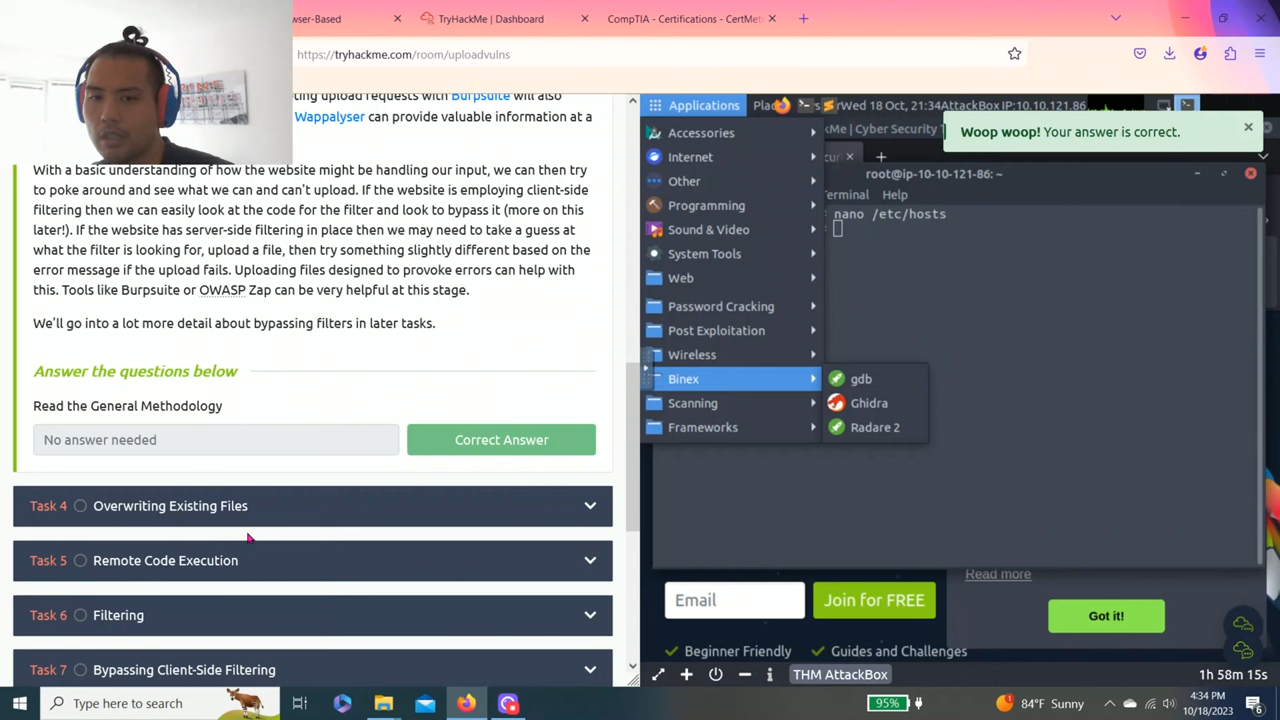 wser-Based
TryHackMe | Dashboard
CompTIA - Certifications - CertMet
https://tryhackme.com/room/uploadvulns
ting upload requests with Burpsuite will also
Wappalyser can provide valuable information at a
With a basic understanding of how the website might be handling our input, we can then try
to poke around and see what we can and can't upload. If the website is employing client-side
filtering then we can easily look at the code for the filter and look to bypass it (more on this
later!). If the website has server-side filtering in place then we may need to take a guess at
what the filter is looking for, upload a file, then try something slightly different based on the
error message if the upload fails. Uploading files designed to provoke errors can help with
this. Tools like Burpsuite or OWASP Zap can be very helpful at this stage.
We'll go into a lot more detail about bypassing filters in later tasks.
Answer the questions below
Read the General Methodology
No answer needed
Correct Answer
Task 4 Overwriting Existing Files
Task 5 Remote Code Execution
Task 6 Filtering
Task 7 Bypassing Client-Side Filtering
Applications Plac Wed 18 Oct, 21:34 AttackBox IP:10.10.121.86
kMe | Cyber Security T
Woop woop! Your answer is correct.
Accessories
Internet
Other
Programming
Sound & Video
System Tools
Web
Password Cracking
Post Exploitation
Wireless
Binex
Scanning
Frameworks
gdb
Ghidra
Radare 2
root@ip-10-10-121-86: ~
Terminal Help
nano /etc/hosts
Read more
Email
Join for FREE
Got it!
Beginner Friendly
Guides and Challenges
THM AttackBox
1h 58m 15s
Type here to search
95%
84°F Sunny
4:34 PM
10/18/2023
6